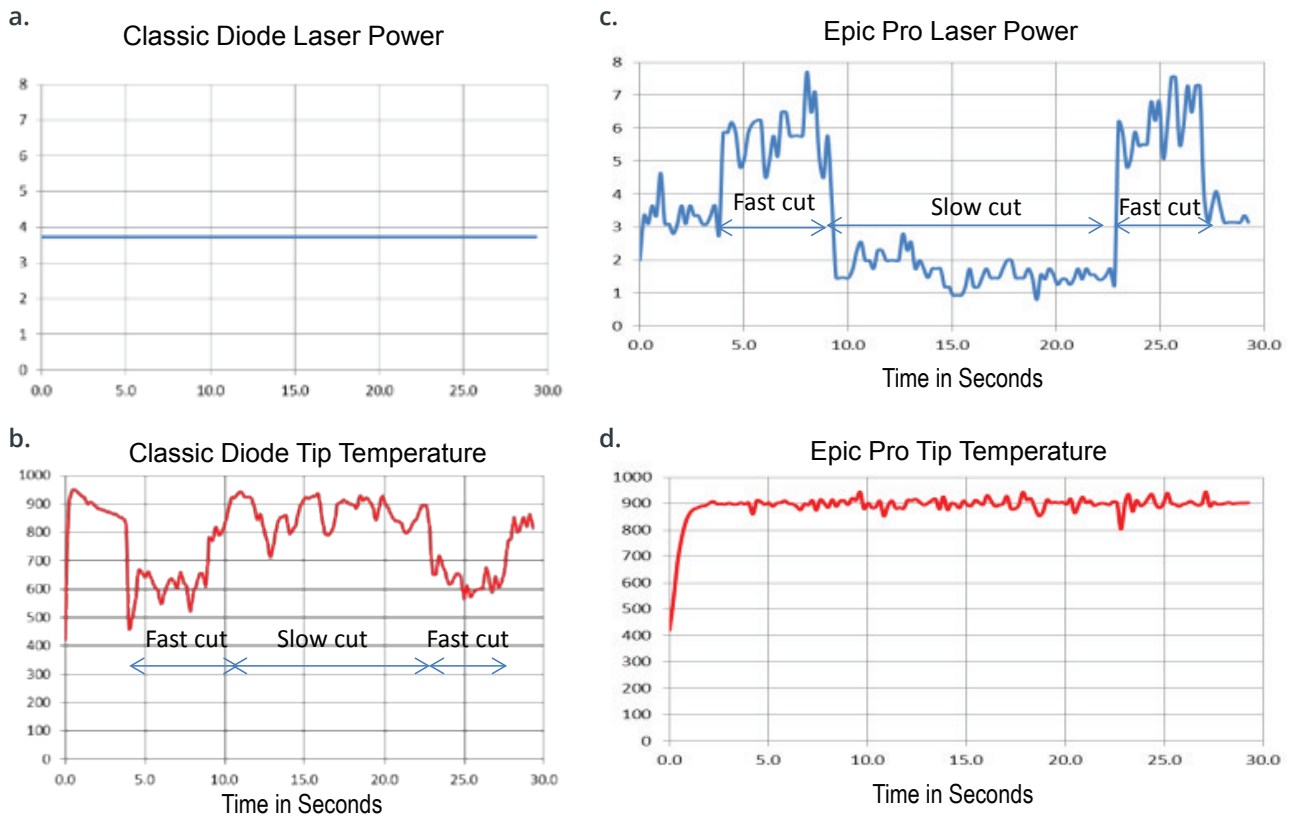 a.
Classic Diode Laser Power
8
7
6
5
4
3
2
1
0
0.0 5.0 10.0 15.0 20.0 25.0 30.0
b.
Classic Diode Tip Temperature
1000
900
800
700
600
500
400
300
200
100
0
Fast cut Slow cut Fast cut
0.0 5.0 10.0 15.0 20.0 25.0 30.0
Time in Seconds
c.
Epic Pro Laser Power
8
7
6
5
4
3
2
1
0
Fast cut Slow cut Fast cut
0.0 5.0 10.0 15.0 20.0 25.0 30.0
Time in Seconds
d.
Epic Pro Tip Temperature
1000
900
800
700
600
500
400
300
200
100
0
0.0 5.0 10.0 15.0 20.0 25.0 30.0
Time in Seconds